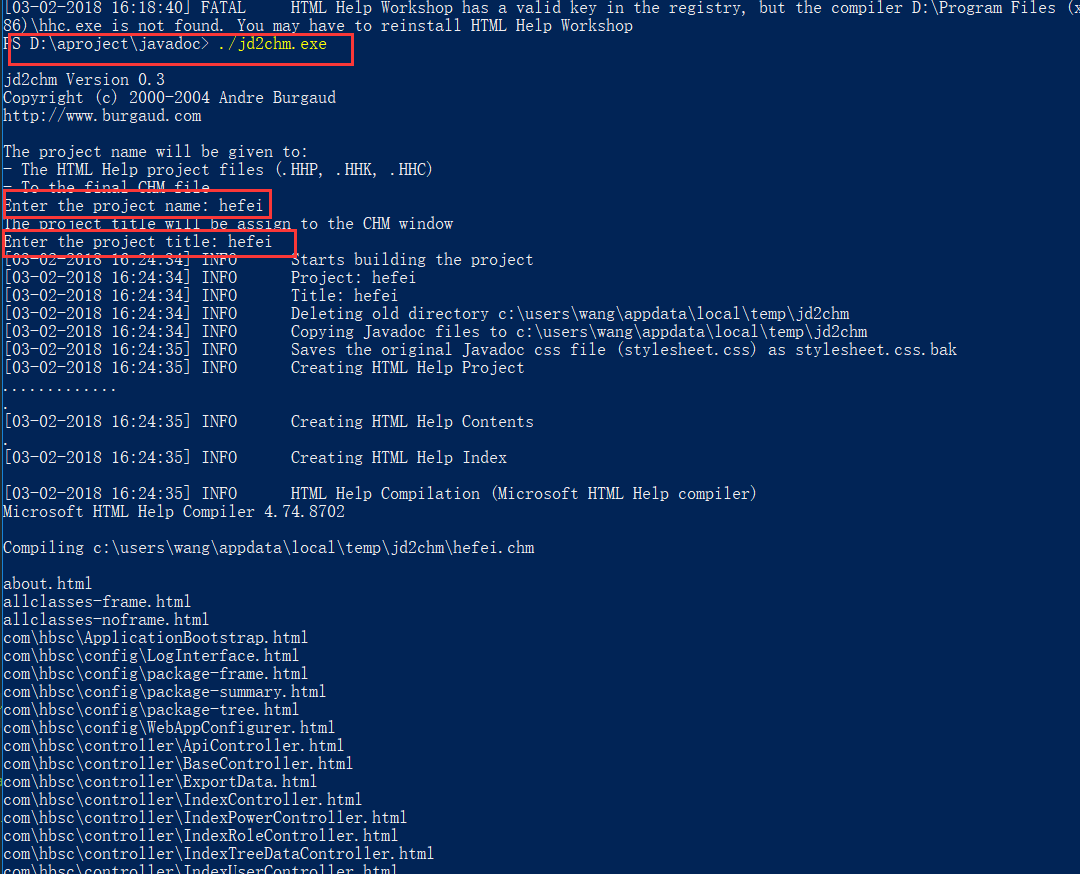 [03-02-2018 16:18:40] FATAL     HTML Help Workshop has a valid key in the registry, but the compiler D:\Program Files (x
86)\hhc.exe is not found. You may have to reinstall HTML Help Workshop
PS D:\aproject\javadoc> ./jd2chm.exe
jd2chm Version 0.3
Copyright (c) 2000-2004 Andre Burgaud
http://www.burgaud.com
The project name will be given to:
- The HTML Help project files (.HHP, .HHK, .HHC)
- To the final CHM file
Enter the project name: hefei
The project title will be assign to the CHM window
Enter the project title: hefei
[03-02-2018 16:24:34] INFO      Starts building the project
[03-02-2018 16:24:34] INFO      Project: hefei
[03-02-2018 16:24:34] INFO      Title: hefei
[03-02-2018 16:24:34] INFO      Deleting old directory c:\users\wang\appdata\local\temp\jd2chm
[03-02-2018 16:24:34] INFO      Copying Javadoc files to c:\users\wang\appdata\local\temp\jd2chm
[03-02-2018 16:24:35] INFO      Saves the original Javadoc css file (stylesheet.css) as stylesheet.css.bak
[03-02-2018 16:24:35] INFO      Creating HTML Help Project
.............
.
[03-02-2018 16:24:35] INFO      Creating HTML Help Contents
.
[03-02-2018 16:24:35] INFO      Creating HTML Help Index
[03-02-2018 16:24:35] INFO      HTML Help Compilation (Microsoft HTML Help compiler)
Microsoft HTML Help Compiler 4.74.8702
Compiling c:\users\wang\appdata\local\temp\jd2chm\hefei.chm
about.html
allclasses-frame.html
allclasses-noframe.html
com\hbsc\ApplicationBootstrap.html
com\hbsc\config\LogInterface.html
com\hbsc\config\package-frame.html
com\hbsc\config\package-summary.html
com\hbsc\config\package-tree.html
com\hbsc\config\WebAppConfigurer.html
com\hbsc\controller\ApiController.html
com\hbsc\controller\BaseController.html
com\hbsc\controller\ExportData.html
com\hbsc\controller\IndexController.html
com\hbsc\controller\IndexPowerController.html
com\hbsc\controller\IndexRoleController.html
com\hbsc\controller\IndexTreeDataController.html
com\hbsc\controller\IndexUserController.html